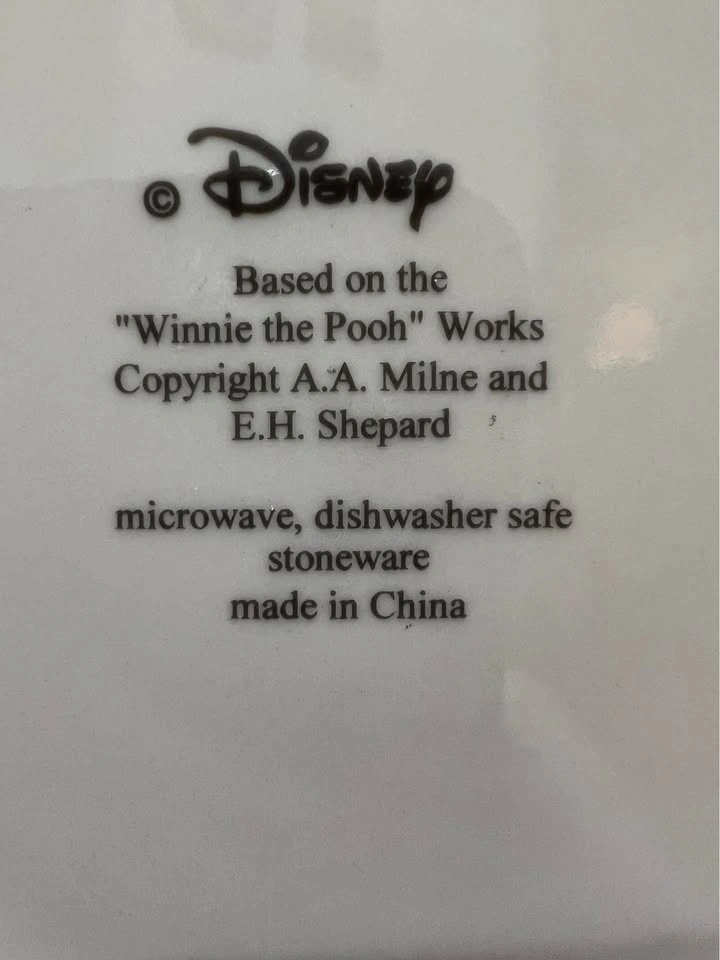 © Disney
Based on the
"Winnie the Pooh" Works
Copyright A.A. Milne and
E.H. Shepard
microwave, dishwasher safe
stoneware
made in China